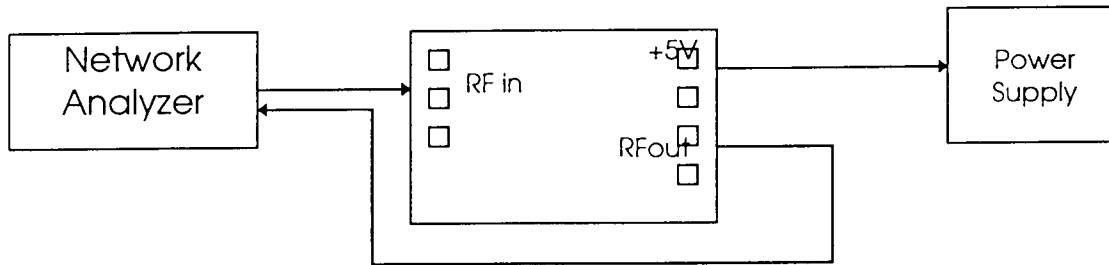 Network
Analyzer
RF in
+5V
RFout
Power
Supply